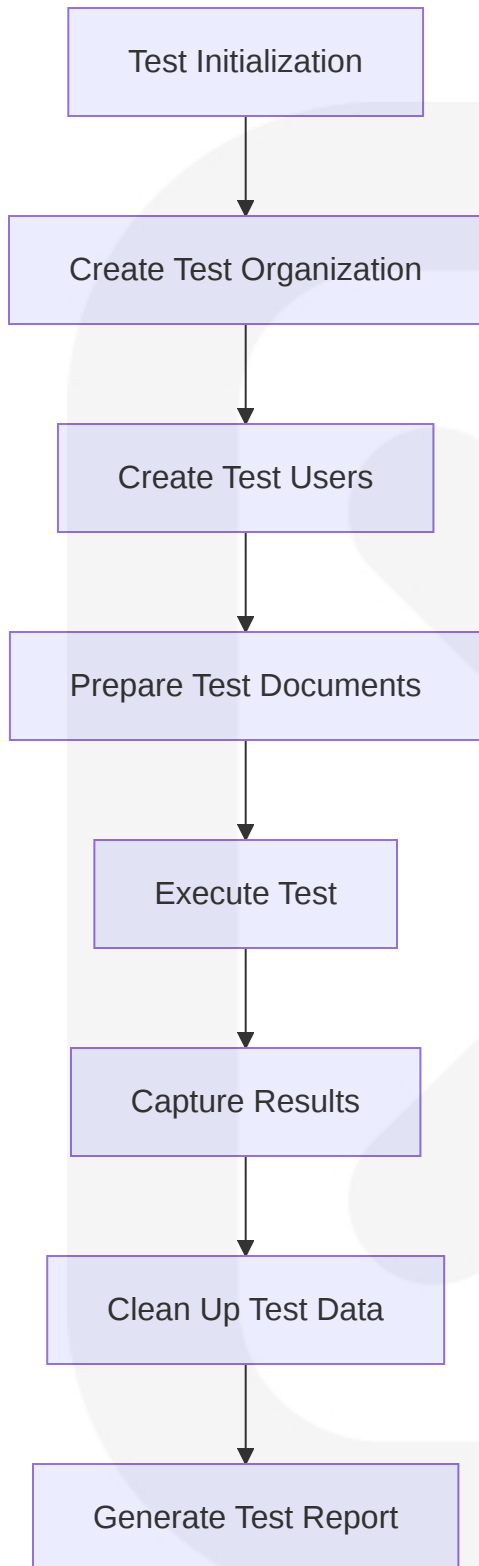 Test Initialization
Create Test Organization
Create Test Users
Prepare Test Documents
Execute Test
Capture Results
Clean Up Test Data
Generate Test Report